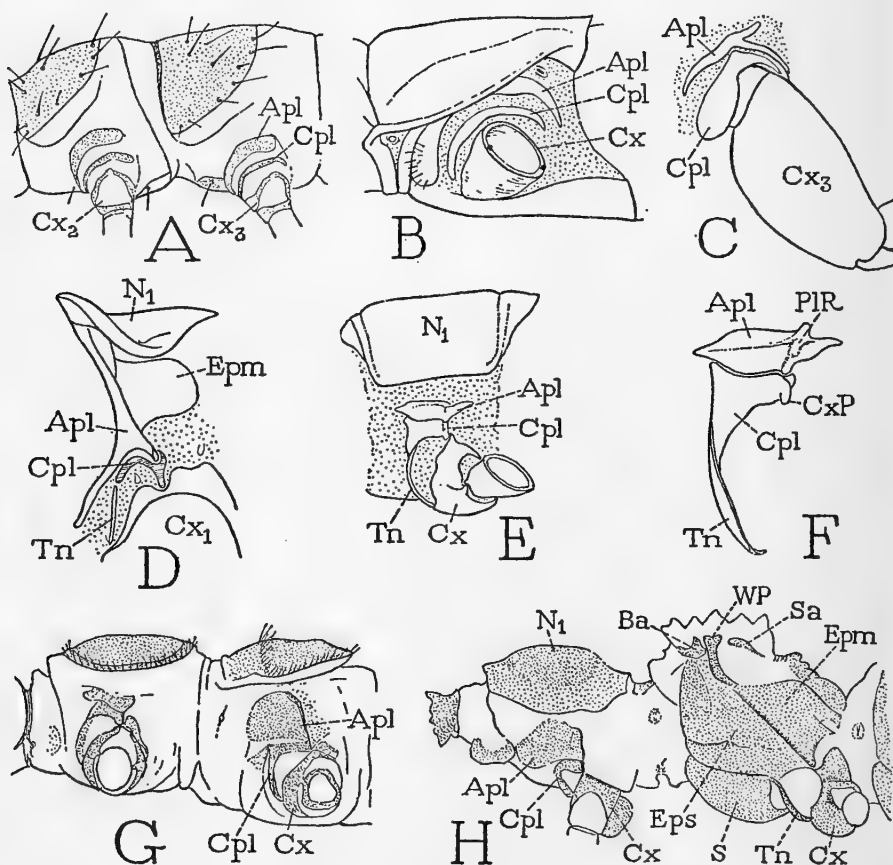 Apl
Cpl
Cx2
Cx3
A
Apl
Cpl
Cx
B
Apl
Cpl
Cx3
C
N1
Epm
Apl
Cpl
Tn
Cx1
D
N1
Apl
Cpl
Tn
Cx
E
Apl
PlR
CxP
Cpl
Tn
F
Apl
Cpl
Cx
G
N1
Ba
WP
Sa
Epm
Apl
Cpl
Cx
Eps
S
Tn
Cx
H